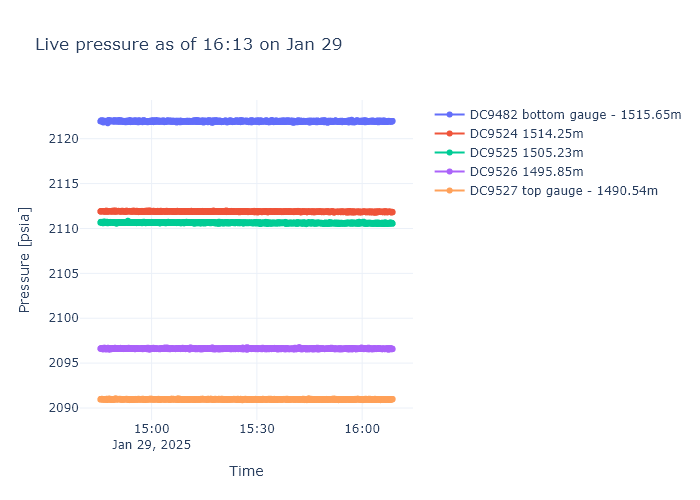 Live pressure as of 16:13 on Jan 29
DC9482 bottom gauge - 1515.65m
DC9524 1514.25m
DC9525 1505.23m
DC9526 1495.85m
DC9527 top gauge - 1490.54m
Pressure [psia]
2120
2115
2110
2105
2100
2095
2090
15:00
15:30
16:00
Jan 29, 2025
Time